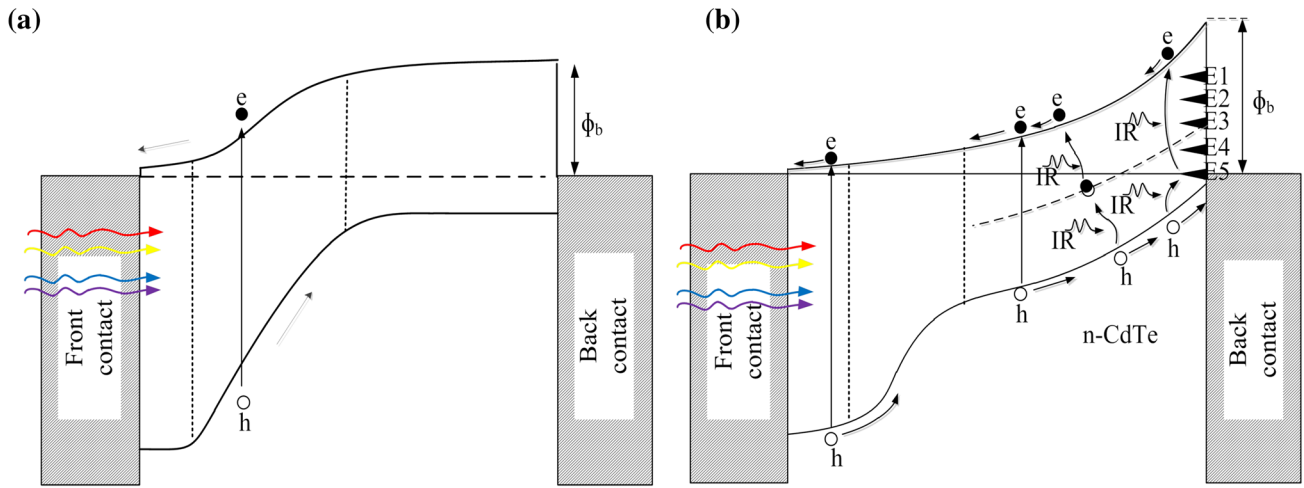 (a)
e
ϕb
h
Front
contact
Back
contact
(b)
e
e
e
e
E1
E2
E3
E4
E5
ϕb
IR
IR
IR
IR
h
h
h
h
n-CdTe
Front
contact
Back
contact